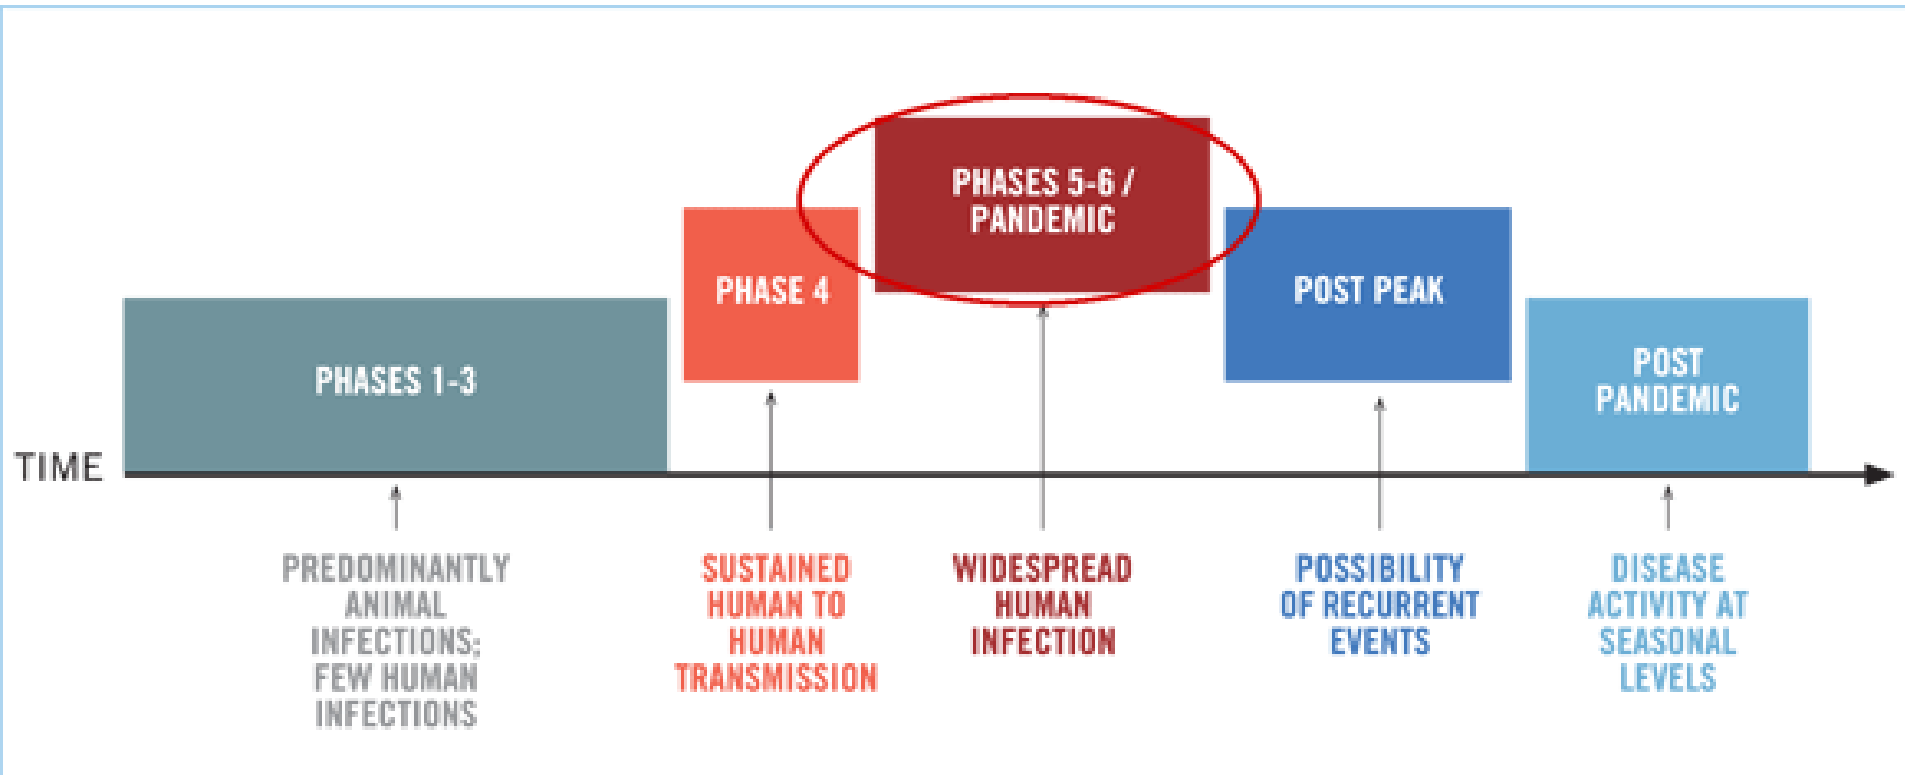 PHASES 5-6 /
PANDEMIC
PHASE 4
POST PEAK
PHASES 1-3
POST
PANDEMIC
TIME
PREDOMINANTLY
ANIMAL
INFECTIONS;
FEW HUMAN
INFECTIONS
SUSTAINED
HUMAN TO
HUMAN
TRANSMISSION
WIDESPREAD
HUMAN
INFECTION
POSSIBILITY
OF RECURRENT
EVENTS
DISEASE
ACTIVITY AT
SEASONAL
LEVELS